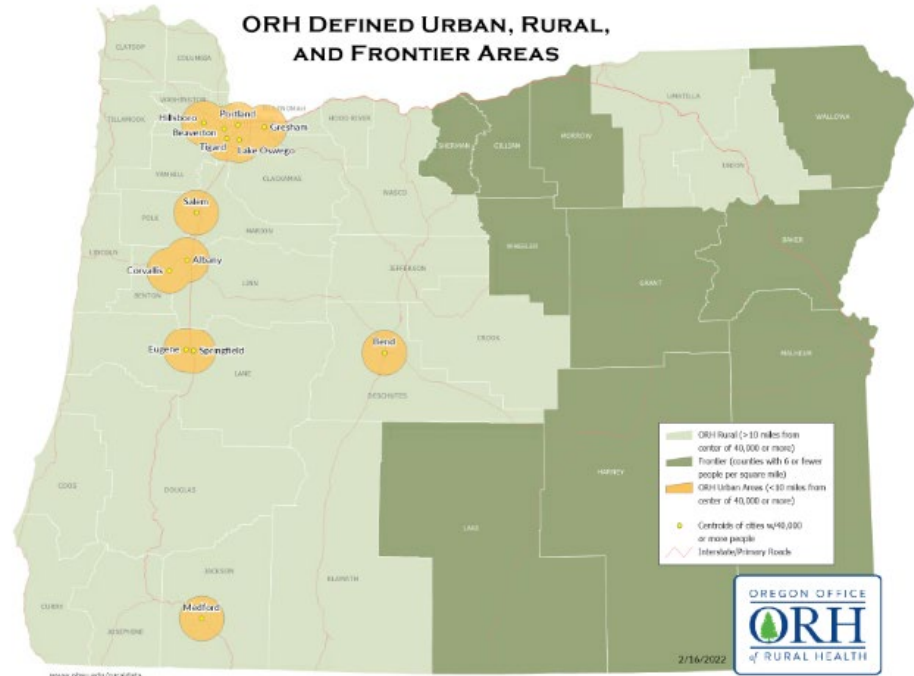 ORH DEFINED URBAN, RURAL,
AND FRONTIER AREAS
CLATSOP
COLUMBIA
WASHINGTON
TILLAMOOK
Hillsboro
Portland
Gresham
Beaverton
Tigard
Lake Oswego
HOOD RIVER
SHERMAN
GILLIAM
MORROW
UMATILLA
WALLOWA
UNION
YAMHILL
CLACKAMAS
WASCO
POLK
Salem
MARION
LINCOLN
Albany
Corvallis
BENTON
LINN
JEFFERSON
WHEELER
GRANT
BAKER
Eugene
Springfield
LANE
Bend
CROOK
DESCHUTES
MALHEUR
HARNEY
LAKE
COOS
DOUGLAS
CURRY
JOSEPHINE
JACKSON
Medford
KLAMATH
ORH Rural (>10 miles from
center of 40,000 or more)
Frontier (counties with 6 or fewer
people per square mile)
ORH Urban Areas (<10 miles from
center of 40,000 or more)
Centroids of cities w/40,000
or more people
Interstate/Primary Roads
2/16/2022
OREGON OFFICE
ORH
of RURAL HEALTH